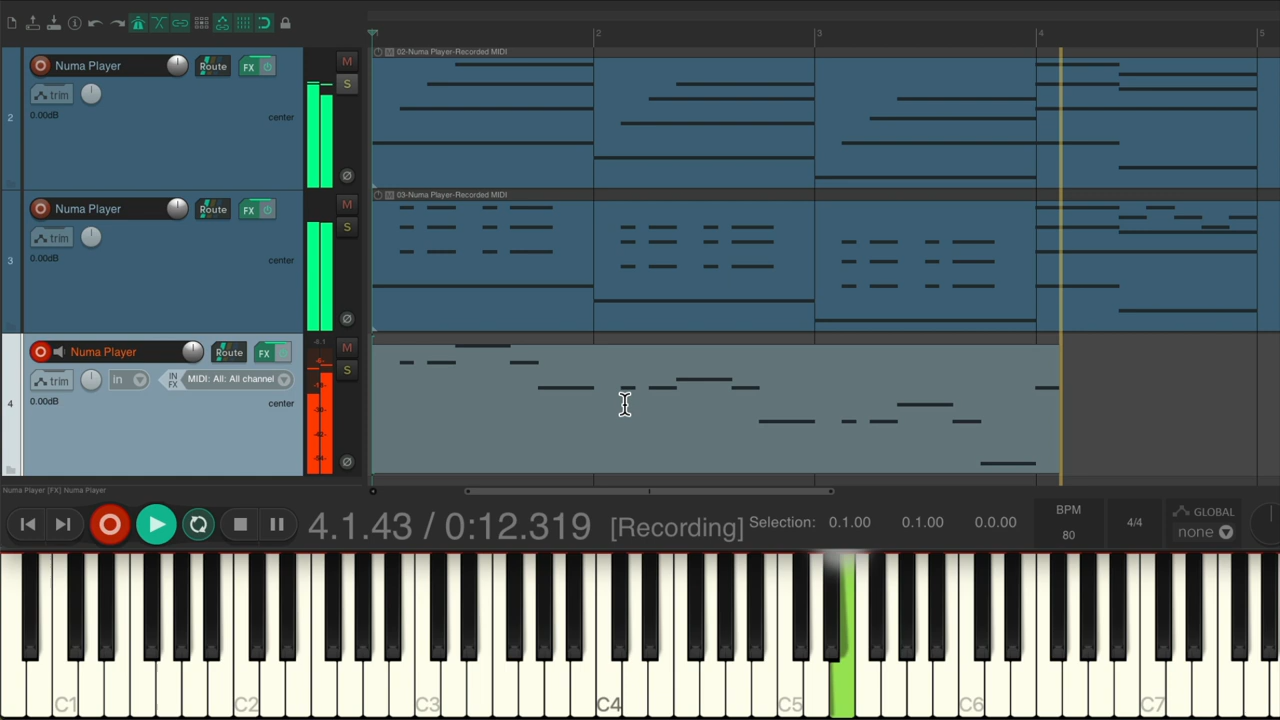 2 3 4 5
02-Numa Player-Recorded MIDI
Numa Player Route FX M
trim S
0.00dB center
2
03-Numa Player-Recorded MIDI
Numa Player Route FX M
trim S
0.00dB center
3
Numa Player Route FX M
trim in IN FX MIDI: All: All channel S
0.00dB center
4
Numa Player [FX] Numa Player
4.1.43 / 0:12.319 [Recording] Selection: 0.1.00 0.1.00 0.0.00 BPM 80 4/4 GLOBAL none
C1 C2 C3 C4 C5 C6 C7